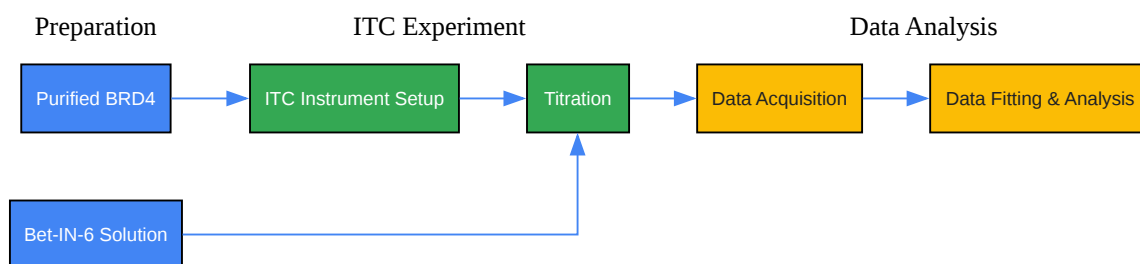 Preparation
ITC Experiment
Data Analysis
Purified BRD4
ITC Instrument Setup
Titration
Data Acquisition
Data Fitting & Analysis
Bet-IN-6 Solution